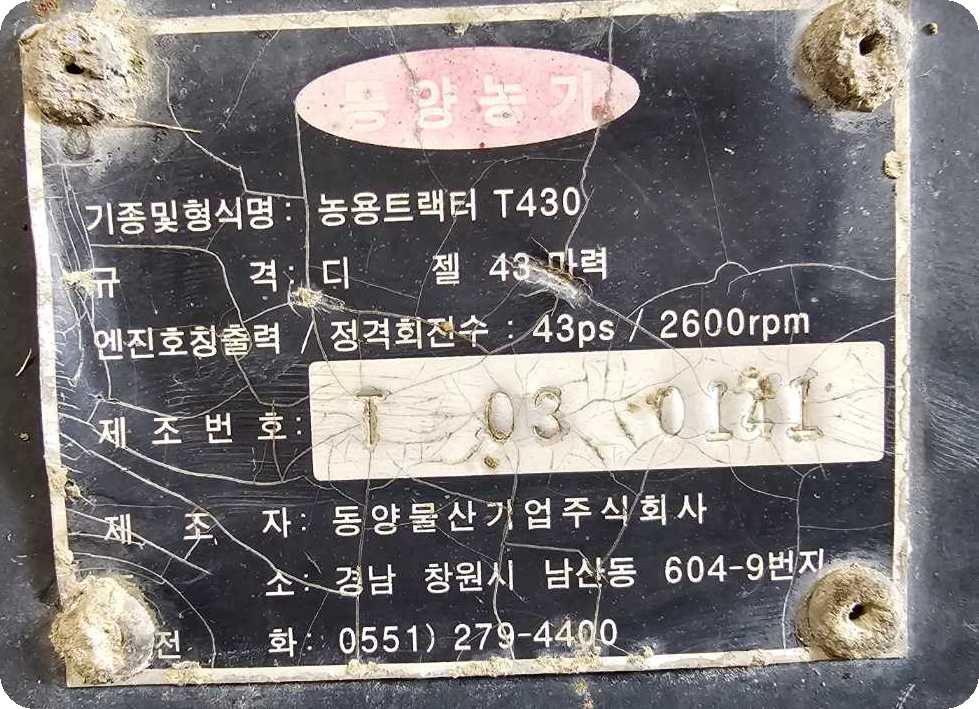 동양농기
기종및형식명 : 농용트랙터 T430
규 격 : 디 젤 43 마력
엔진호칭출력 / 정격회전수 : 43ps / 2600rpm
제 조 번 호 : T 03
제 조 자 : 동양물산기업주식회사
소 : 경남 창원시 남산동 604-9번지
전 화 : 0551) 279-4400